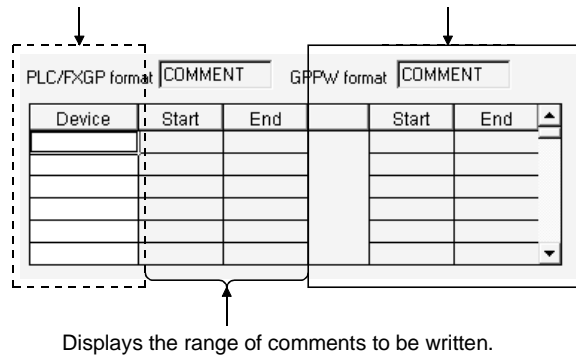 PLC/FXGP format COMMENT GPPW format COMMENT
Device Start End Start End
Displays the range of comments to be written.